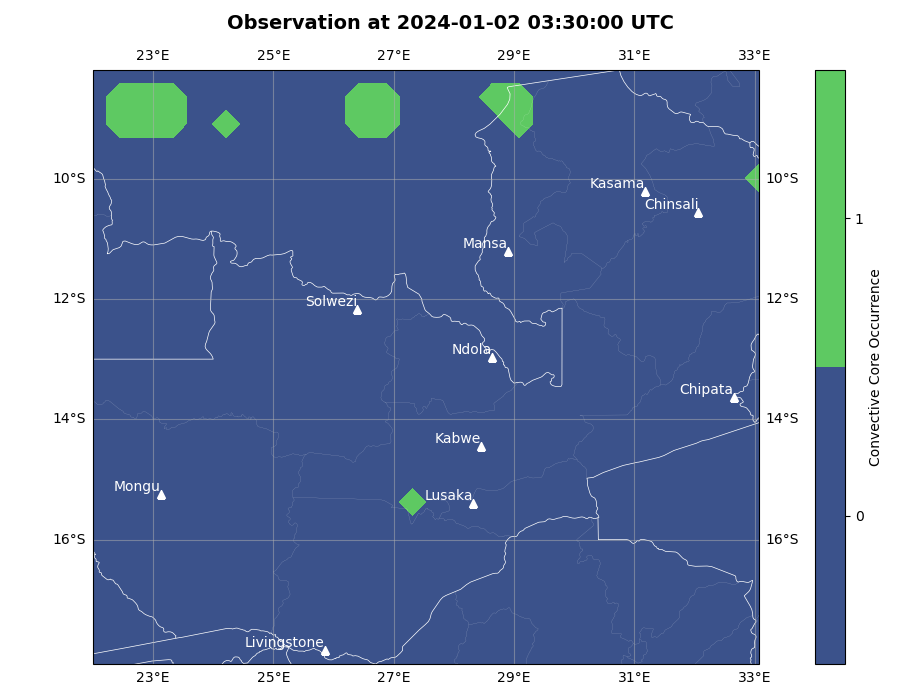 Observation at 2024-01-02 03:30:00 UTC
23°E 25°E 27°E 29°E 31°E 33°E
10°S 10°S
Kasama
Chinsali
Mansa
1
12°S 12°S
Solwezi
Ndola
Chipata
14°S 14°S
Kabwe
Mongu
Lusaka
0
16°S 16°S
Livingstone
23°E 25°E 27°E 29°E 31°E 33°E
Convective Core Occurrence